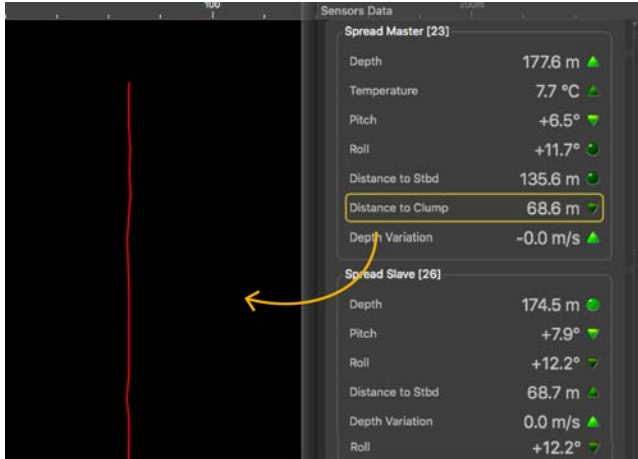 100
200m
Sensors Data
Spread Master [23]
Depth 177.6 m
Temperature 7.7 °C
Pitch +6.5°
Roll +11.7°
Distance to Stbd 135.6 m
Distance to Clump 68.6 m
Depth Variation -0.0 m/s
Spread Slave [26]
Depth 174.5 m
Pitch +7.9°
Roll +12.2°
Distance to Stbd 68.7 m
Depth Variation 0.0 m/s
Roll +12.2°